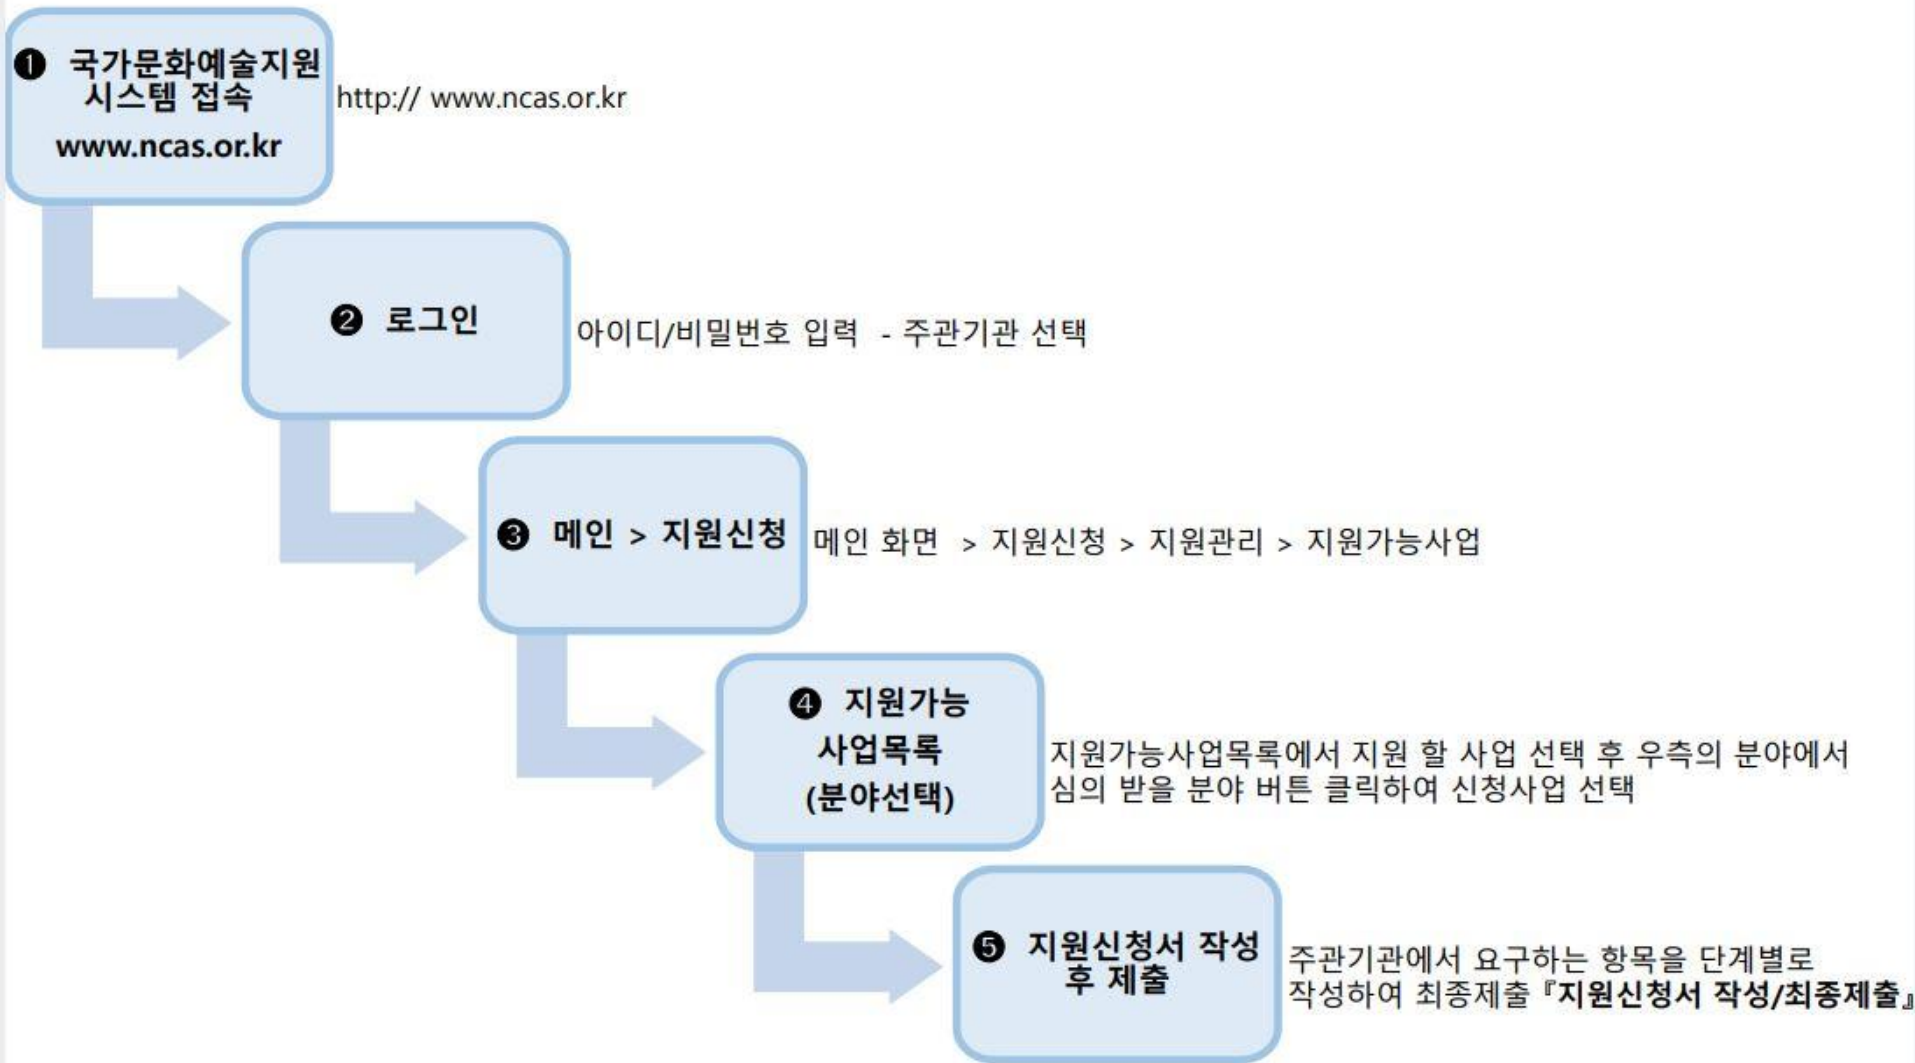 ❶ 국가문화예술지원
시스템 접속
www.ncas.or.kr
http:// www.ncas.or.kr
❷ 로그인
아이디/비밀번호 입력 - 주관기관 선택
❸ 메인 > 지원신청
메인 화면 > 지원신청 > 지원관리 > 지원가능사업
❹ 지원가능
사업목록
(분야선택)
지원가능사업목록에서 지원 할 사업 선택 후 우측의 분야에서
심의 받을 분야 버튼 클릭하여 신청사업 선택
❺ 지원신청서 작성
후 제출
주관기관에서 요구하는 항목을 단계별로
작성하여 최종제출 『지원신청서 작성/최종제출』